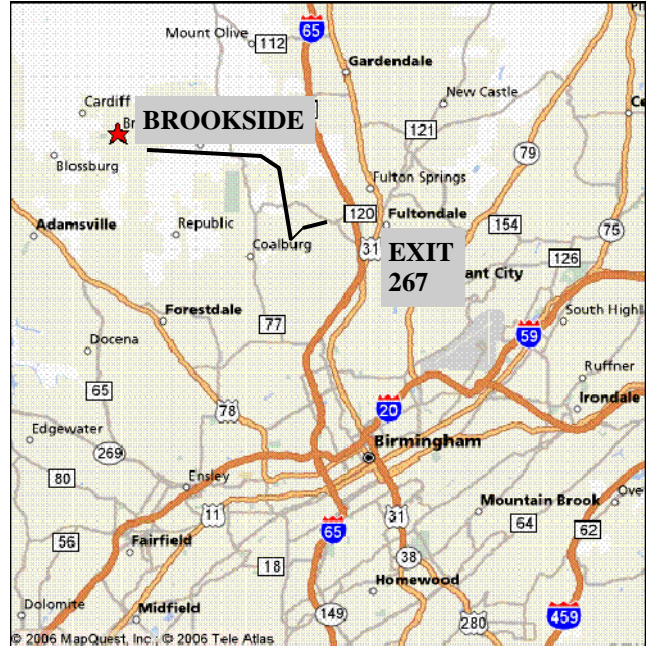 Mount Olive
112
65
Gardendale
Cardiff
BROOKSIDE
New Castle
Ce
121
79
Blossburg
Fulton Springs
Adamsville
Republic
120
Fultondale
154
75
Coalburg
31
EXIT
267
ant City
126
Forestdale
77
South Highl
59
Docena
Ruffner
65
78
20
Irondale
Edgewater
269
Birmingham
80
Ensley
11
31
Mountain Brook
Ove
64
62
56
Fairfield
65
38
18
Homewood
Dolomite
Midfield
149
280
459
© 2006 MapQuest, Inc.; © 2006 Tele Atlas